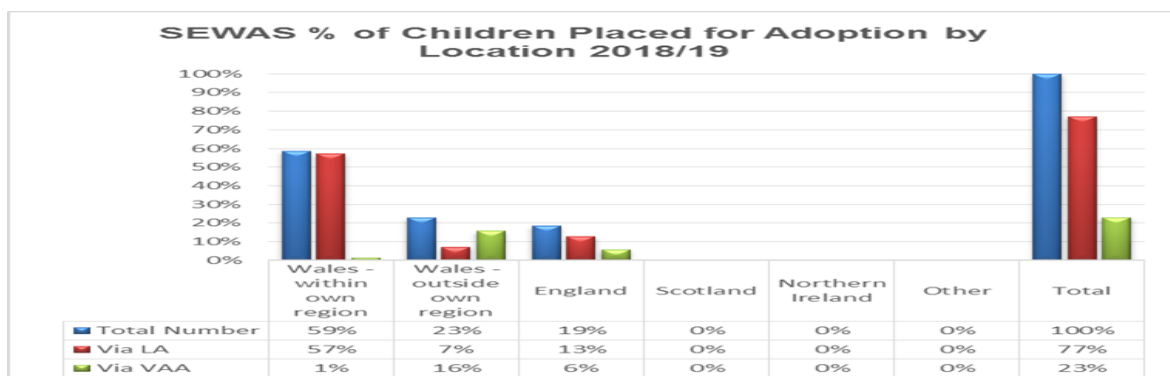 SEWAS % of Children Placed for Adoption by
Location 2018/19
100%
90%
80%
70%
60%
50%
40%
30%
20%
10%
0%
Wales - within own region
Wales - outside own region
England
Scotland
Northern Ireland
Other
Total
Total Number 59% 23% 19% 0% 0% 0% 100%
Via LA 57% 7% 13% 0% 0% 0% 77%
Via VAA 1% 16% 6% 0% 0% 0% 23%